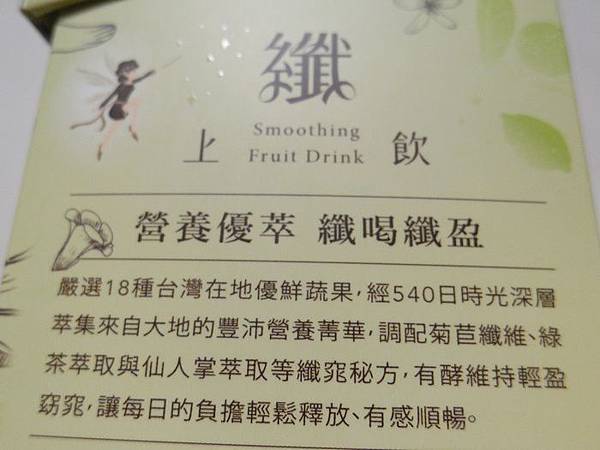 纖
上 Smoothing 飲
Fruit Drink
營養優萃 纖喝纖盈
嚴選18種台灣在地優鮮蔬果，經540日時光深層
萃集來自大地的豐沛營養菁華，調配菊苣纖維、綠
茶萃取與仙人掌萃取等纖窕秘方，有酵維持輕盈
窈窕，讓每日的負擔輕鬆釋放、有感順暢。